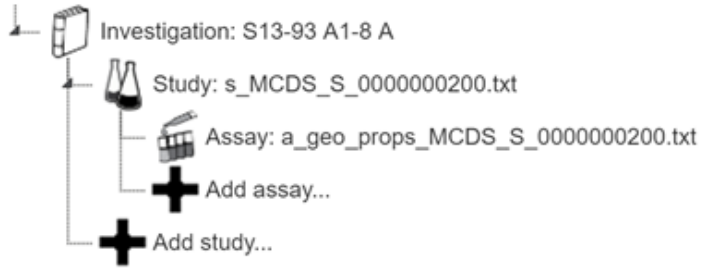 Investigation: S13-93 A1-8 A
Study: s_MCDS_S_0000000200.txt
Assay: a_geo_props_MCDS_S_0000000200.txt
Add assay...
Add study...